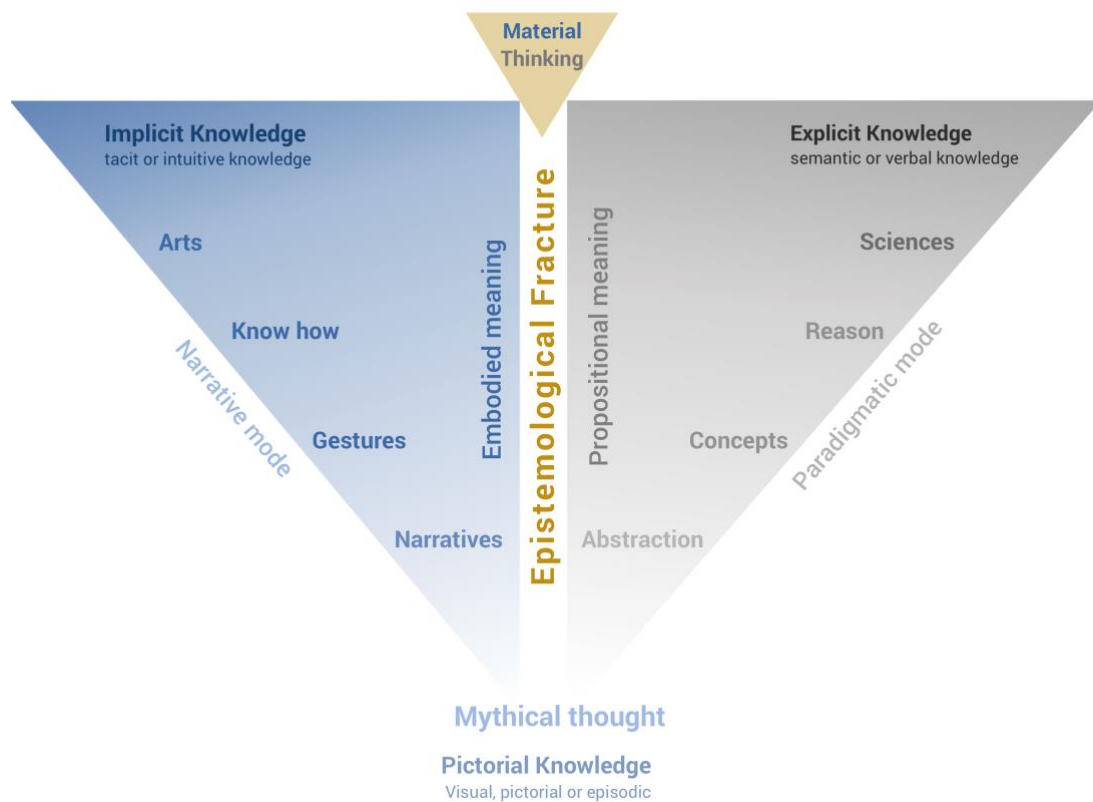 Material
Thinking
Implicit Knowledge
tacit or intuitive knowledge
Explicit Knowledge
semantic or verbal knowledge
Arts
Know how
Gestures
Narratives
Narrative mode
Embodied meaning
Epistemological Fracture
Propositional meaning
Sciences
Reason
Concepts
Abstraction
Paradigmatic mode
Mythical thought
Pictorial Knowledge
Visual, pictorial or episodic